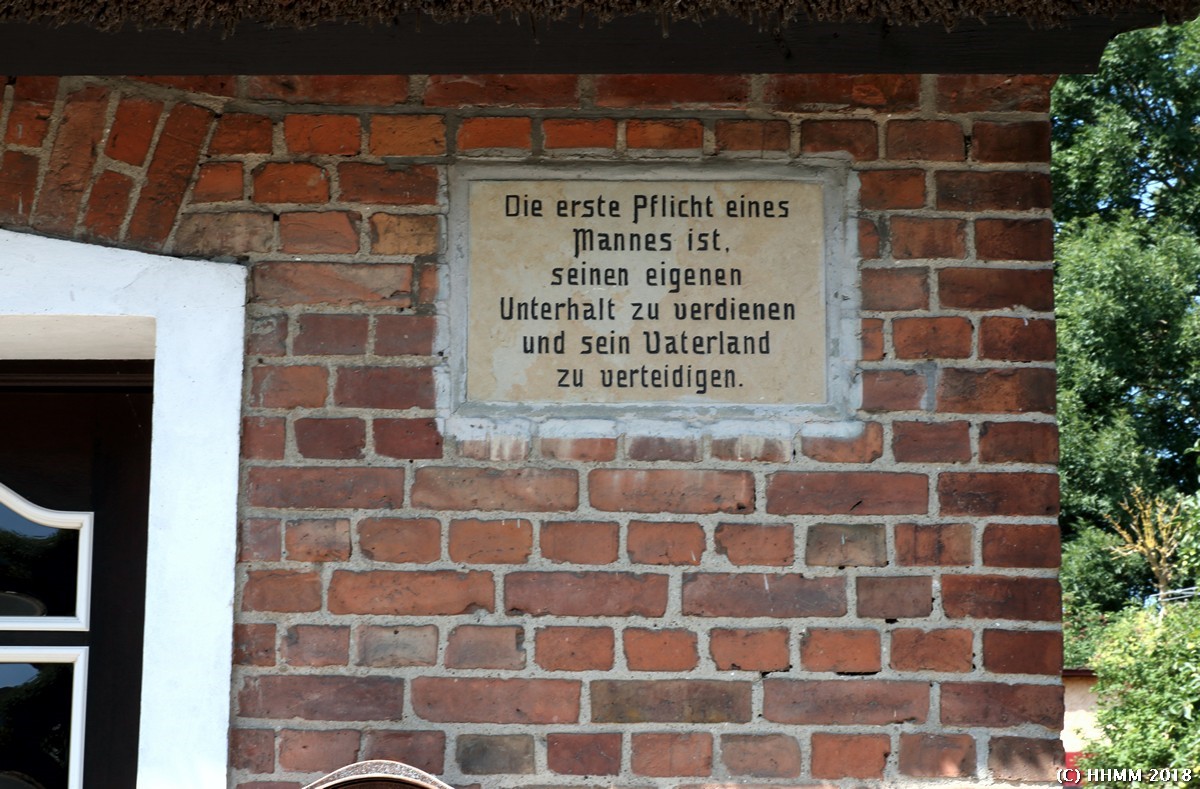 Die erste Pflicht eines
Mannes ist,
seinen eigenen
Unterhalt zu verdienen
und sein Vaterland
zu verteidigen.
(C) HHMM 2018